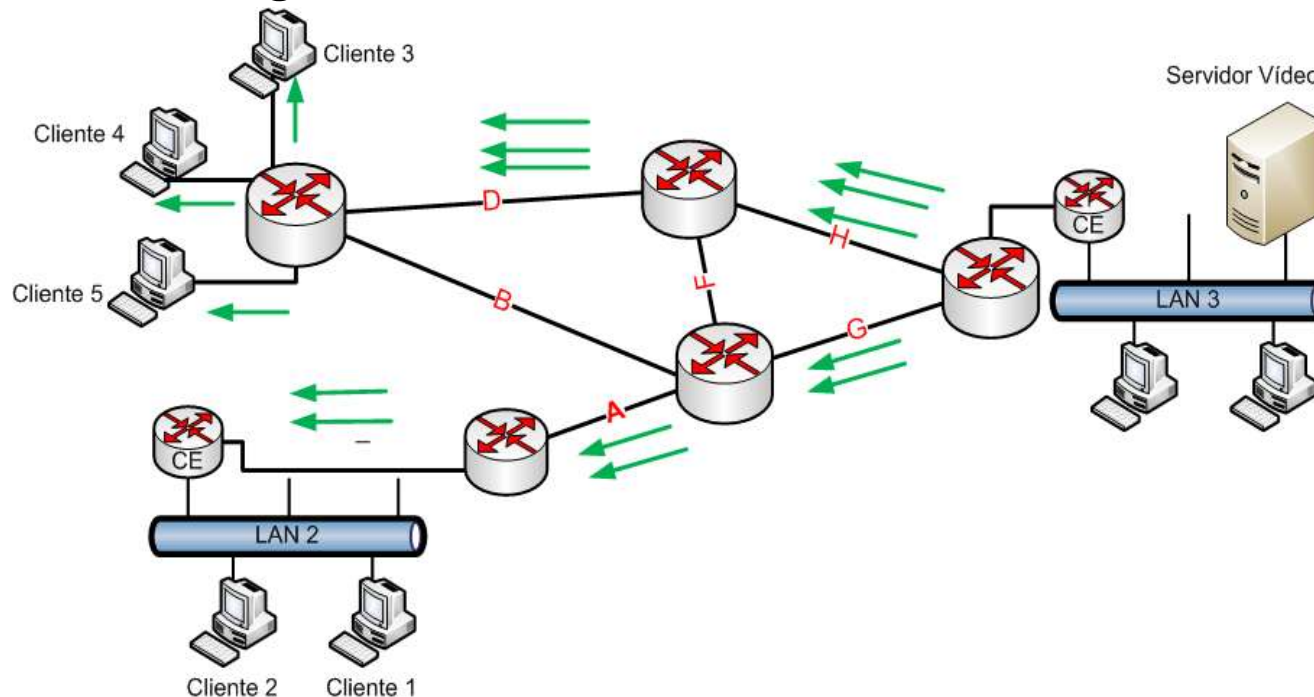 Cliente 3
Servidor Vídeo
Cliente 4
D
H
CE
Cliente 5
F
LAN 3
B
G
A
CE
LAN 2
Cliente 2
Cliente 1